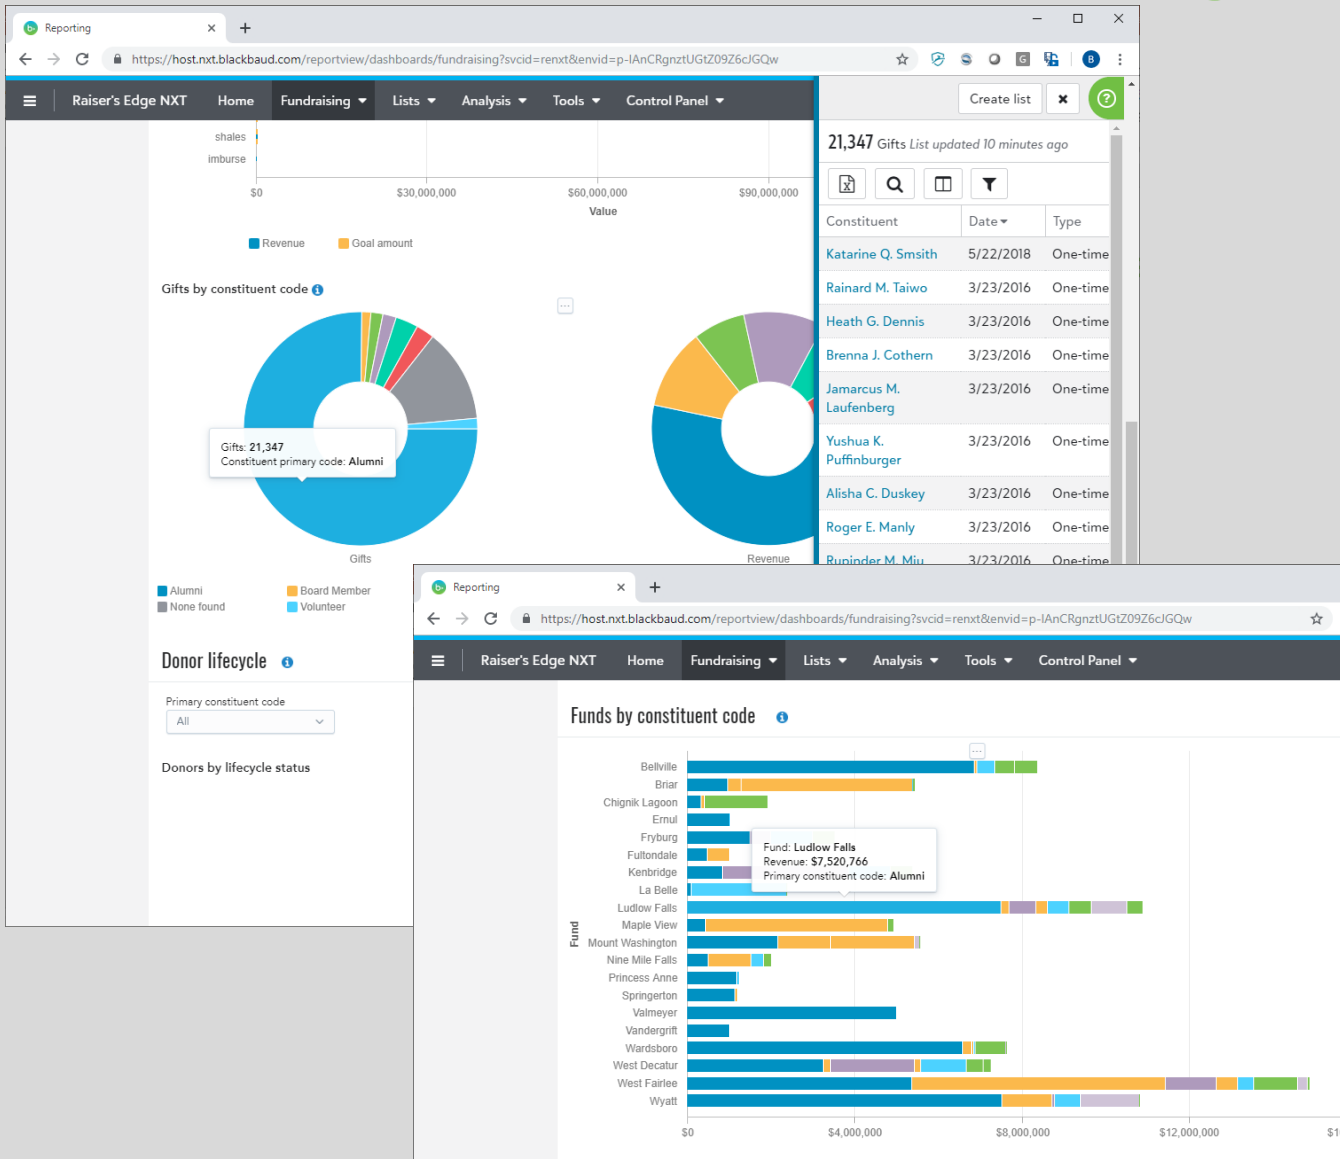 Reporting
https://host.nxt.blackbaud.com/reportview/dashboards/fundraising?svcid=renxt&envid=p-IAnCRgnztUGtZ09Z6cJGQw
G
B
Raiser's Edge NXT Home Fundraising Lists Analysis Tools Control Panel
Create list
?
shales
imburse
$0 $30,000,000 $60,000,000 $90,000,000
Value
Revenue Goal amount
Gifts by constituent code
Gifts: 21,347
Constituent primary code: Alumni
Gifts
Revenue
Alumni Board Member
None found Volunteer
Donor lifecycle
Primary constituent code
All
Donors by lifecycle status
21,347 Gifts List updated 10 minutes ago
Constituent Date Type
Katarine Q. Smsith 5/22/2018 One-time
Rainard M. Taiwo 3/23/2016 One-time
Heath G. Dennis 3/23/2016 One-time
Brenna J. Cothern 3/23/2016 One-time
Jamarcus M. 3/23/2016 One-time
Laufenberg
Yushua K. 3/23/2016 One-time
Puffinburger
Alisha C. Duskey 3/23/2016 One-time
Roger E. Manly 3/23/2016 One-time
Rupinder M. Miu 3/23/2016 One-time
Reporting
https://host.nxt.blackbaud.com/reportview/dashboards/fundraising?svcid=renxt&envid=p-IAnCRgnztUGtZ09Z6cJGQw
Raiser's Edge NXT Home Fundraising Lists Analysis Tools Control Panel
Funds by constituent code
Fund
Bellville
Briar
Chignik Lagoon
Ernul
Fryburg
Fultondale
Kenbridge
La Belle
Ludlow Falls
Maple View
Mount Washington
Nine Mile Falls
Princess Anne
Springerton
Valmeyer
Vandergrift
Wardsboro
West Decatur
West Fairlee
Wyatt
Fund: Ludlow Falls
Revenue: $7,520,766
Primary constituent code: Alumni
$0 $4,000,000 $8,000,000 $12,000,000